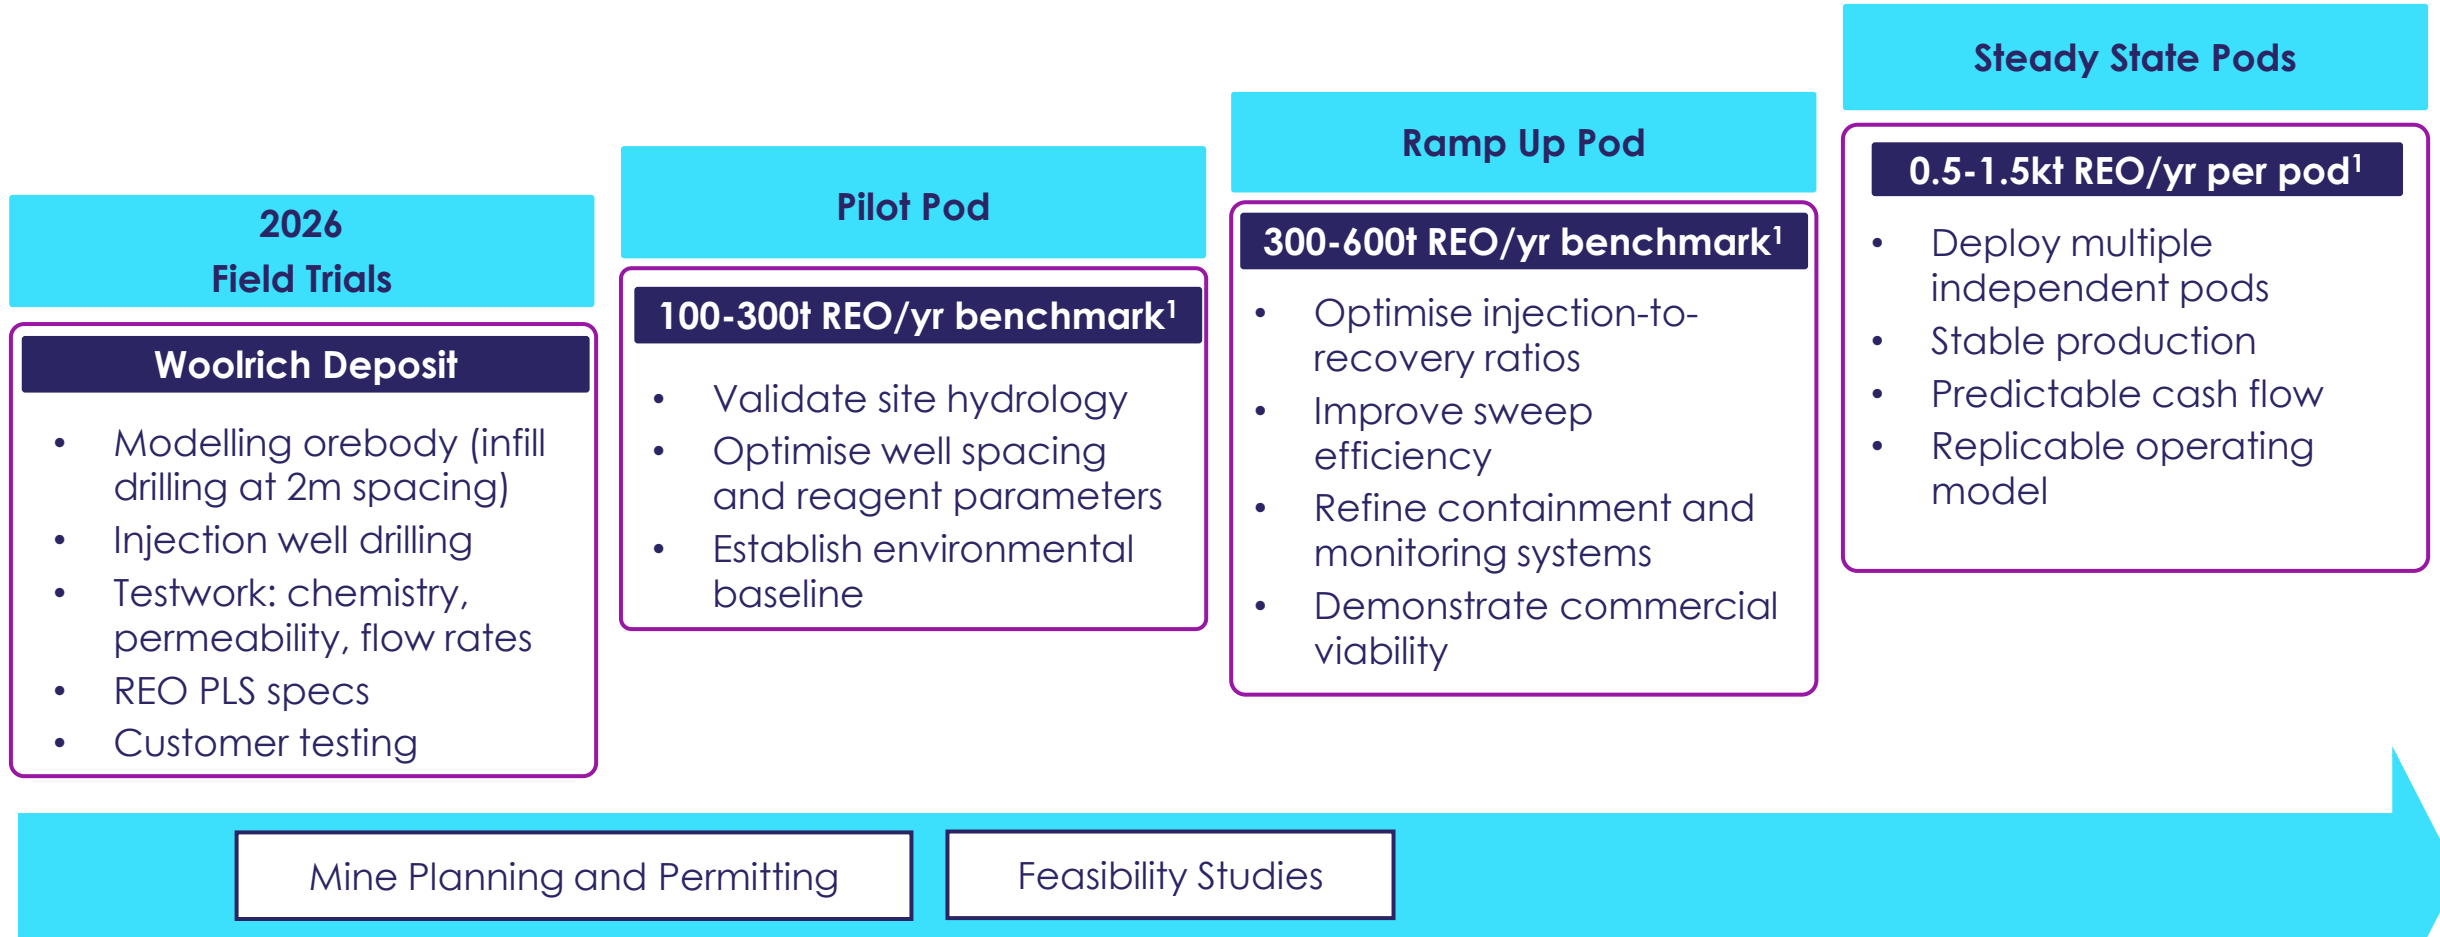 2026
Field Trials
Woolrich Deposit
• Modelling orebody (infill
drilling at 2m spacing)
• Injection well drilling
• Testwork: chemistry,
permeability, flow rates
• REO PLS specs
• Customer testing
Pilot Pod
100-300t REO/yr benchmark¹
• Validate site hydrology
• Optimise well spacing
and reagent parameters
• Establish environmental
baseline
Ramp Up Pod
300-600t REO/yr benchmark¹
• Optimise injection-to-
recovery ratios
• Improve sweep
efficiency
• Refine containment and
monitoring systems
• Demonstrate commercial
viability
Steady State Pods
0.5-1.5kt REO/yr per pod¹
• Deploy multiple
independent pods
• Stable production
• Predictable cash flow
• Replicable operating
model
Mine Planning and Permitting
Feasibility Studies